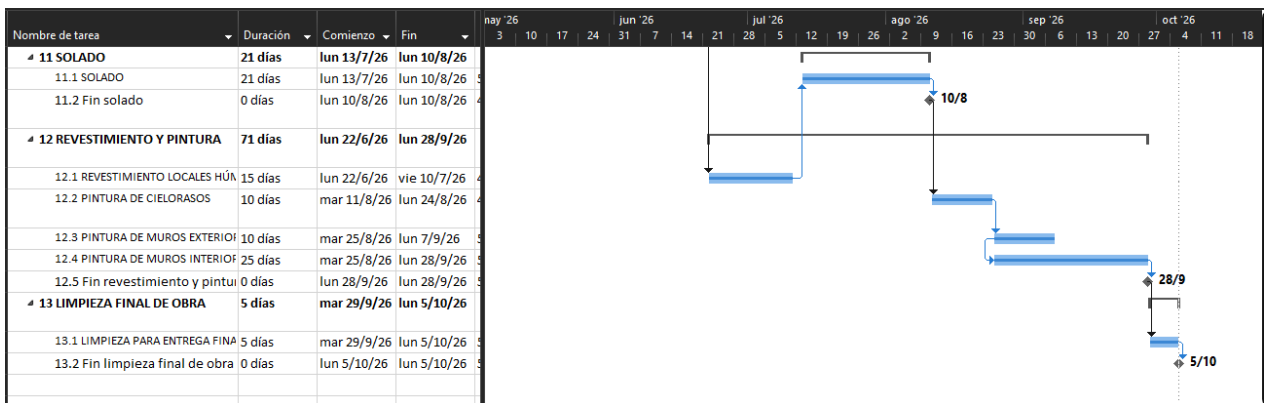 Nombre de tarea Duración Comienzo Fin
may '26 jun '26 jul '26 ago '26 sep '26 oct '26
3 10 17 24 31 7 14 21 28 5 12 19 26 2 9 16 23 30 6 13 20 27 4 11 18
11 SOLADO 21 días lun 13/7/26 lun 10/8/26
11.1 SOLADO 21 días lun 13/7/26 lun 10/8/26
11.2 Fin solado 0 días lun 10/8/26 lun 10/8/26 10/8
12 REVESTIMIENTO Y PINTURA 71 días lun 22/6/26 lun 28/9/26
12.1 REVESTIMIENTO LOCALES HÚM 15 días lun 22/6/26 vie 10/7/26
12.2 PINTURA DE CIELORASOS 10 días mar 11/8/26 lun 24/8/26
12.3 PINTURA DE MUROS EXTERIOF 10 días mar 25/8/26 lun 7/9/26
12.4 PINTURA DE MUROS INTERIOF 25 días mar 25/8/26 lun 28/9/26
12.5 Fin revestimiento y pintu 0 días lun 28/9/26 lun 28/9/26 28/9
13 LIMPIEZA FINAL DE OBRA 5 días mar 29/9/26 lun 5/10/26
13.1 LIMPIEZA PARA ENTREGA FINA 5 días mar 29/9/26 lun 5/10/26
13.2 Fin limpieza final de obra 0 días lun 5/10/26 lun 5/10/26 5/10